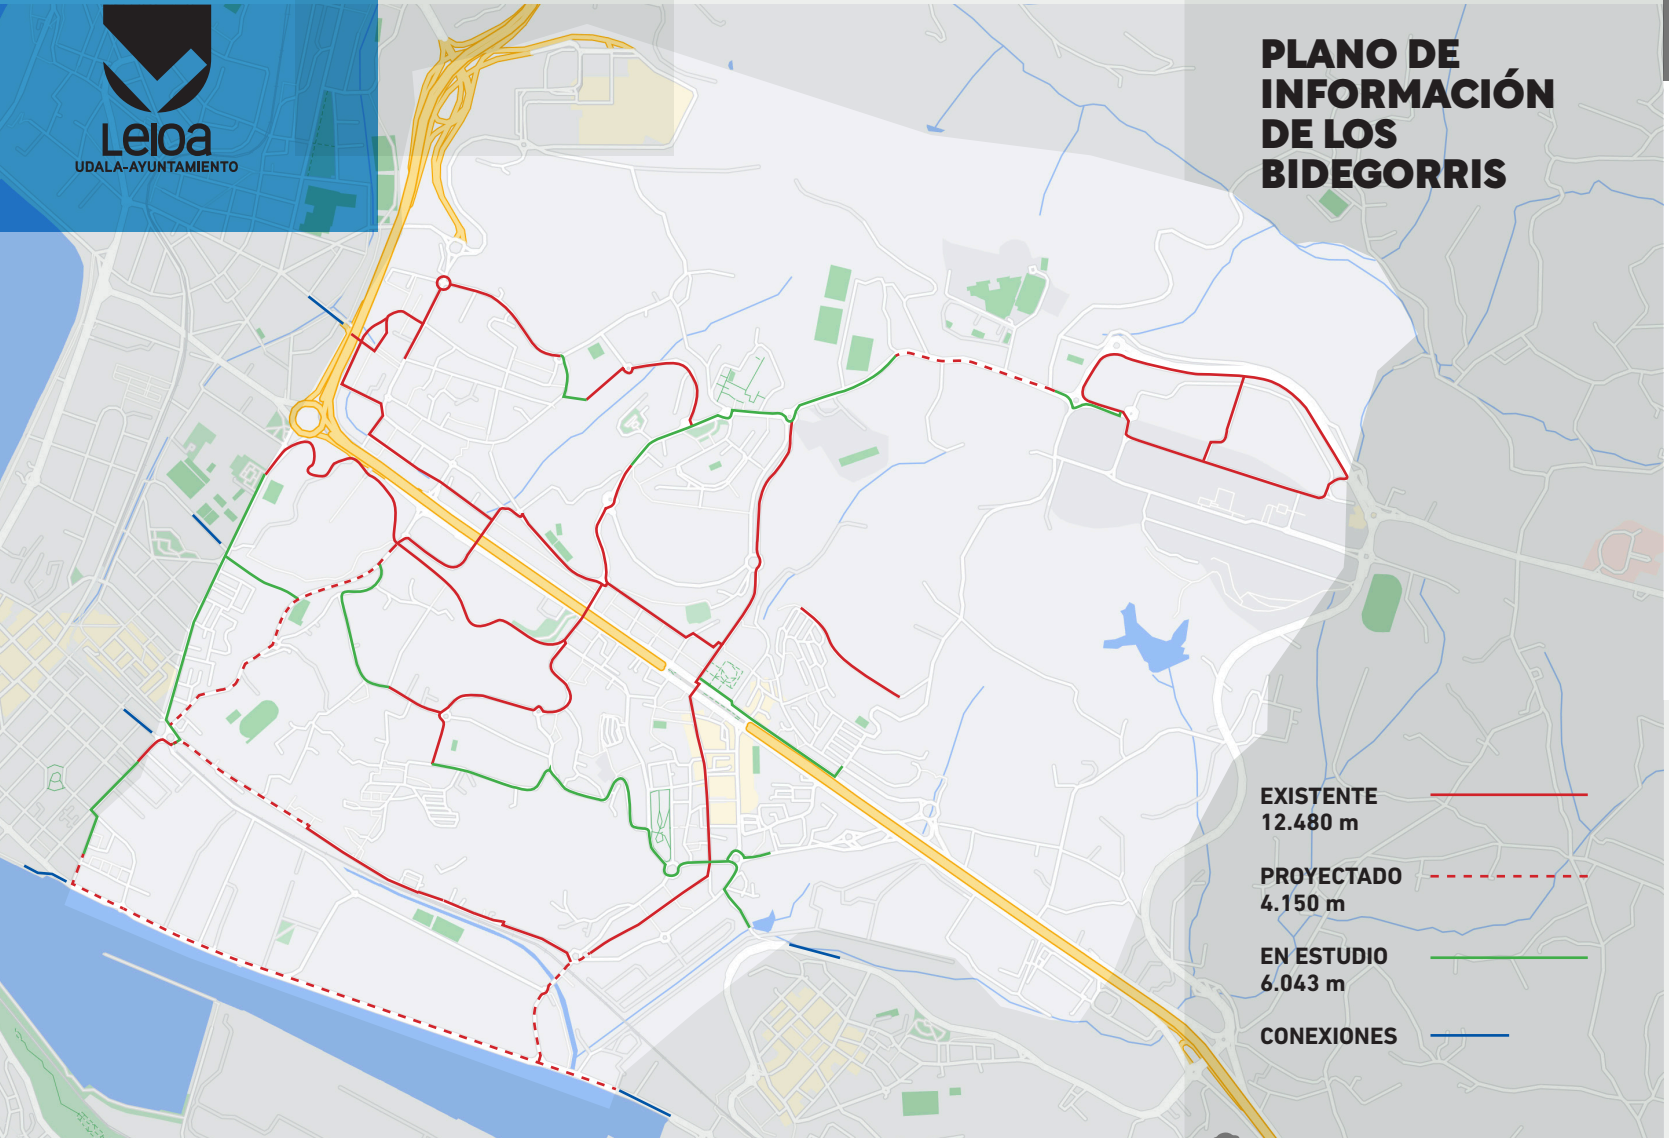 Leioa
UDALA-AYUNTAMIENTO
PLANO DE
INFORMACIÓN
DE LOS
BIDEGORRIS
EXISTENTE
12.480 m
PROYECTADO
4.150 m
EN ESTUDIO
6.043 m
CONEXIONES